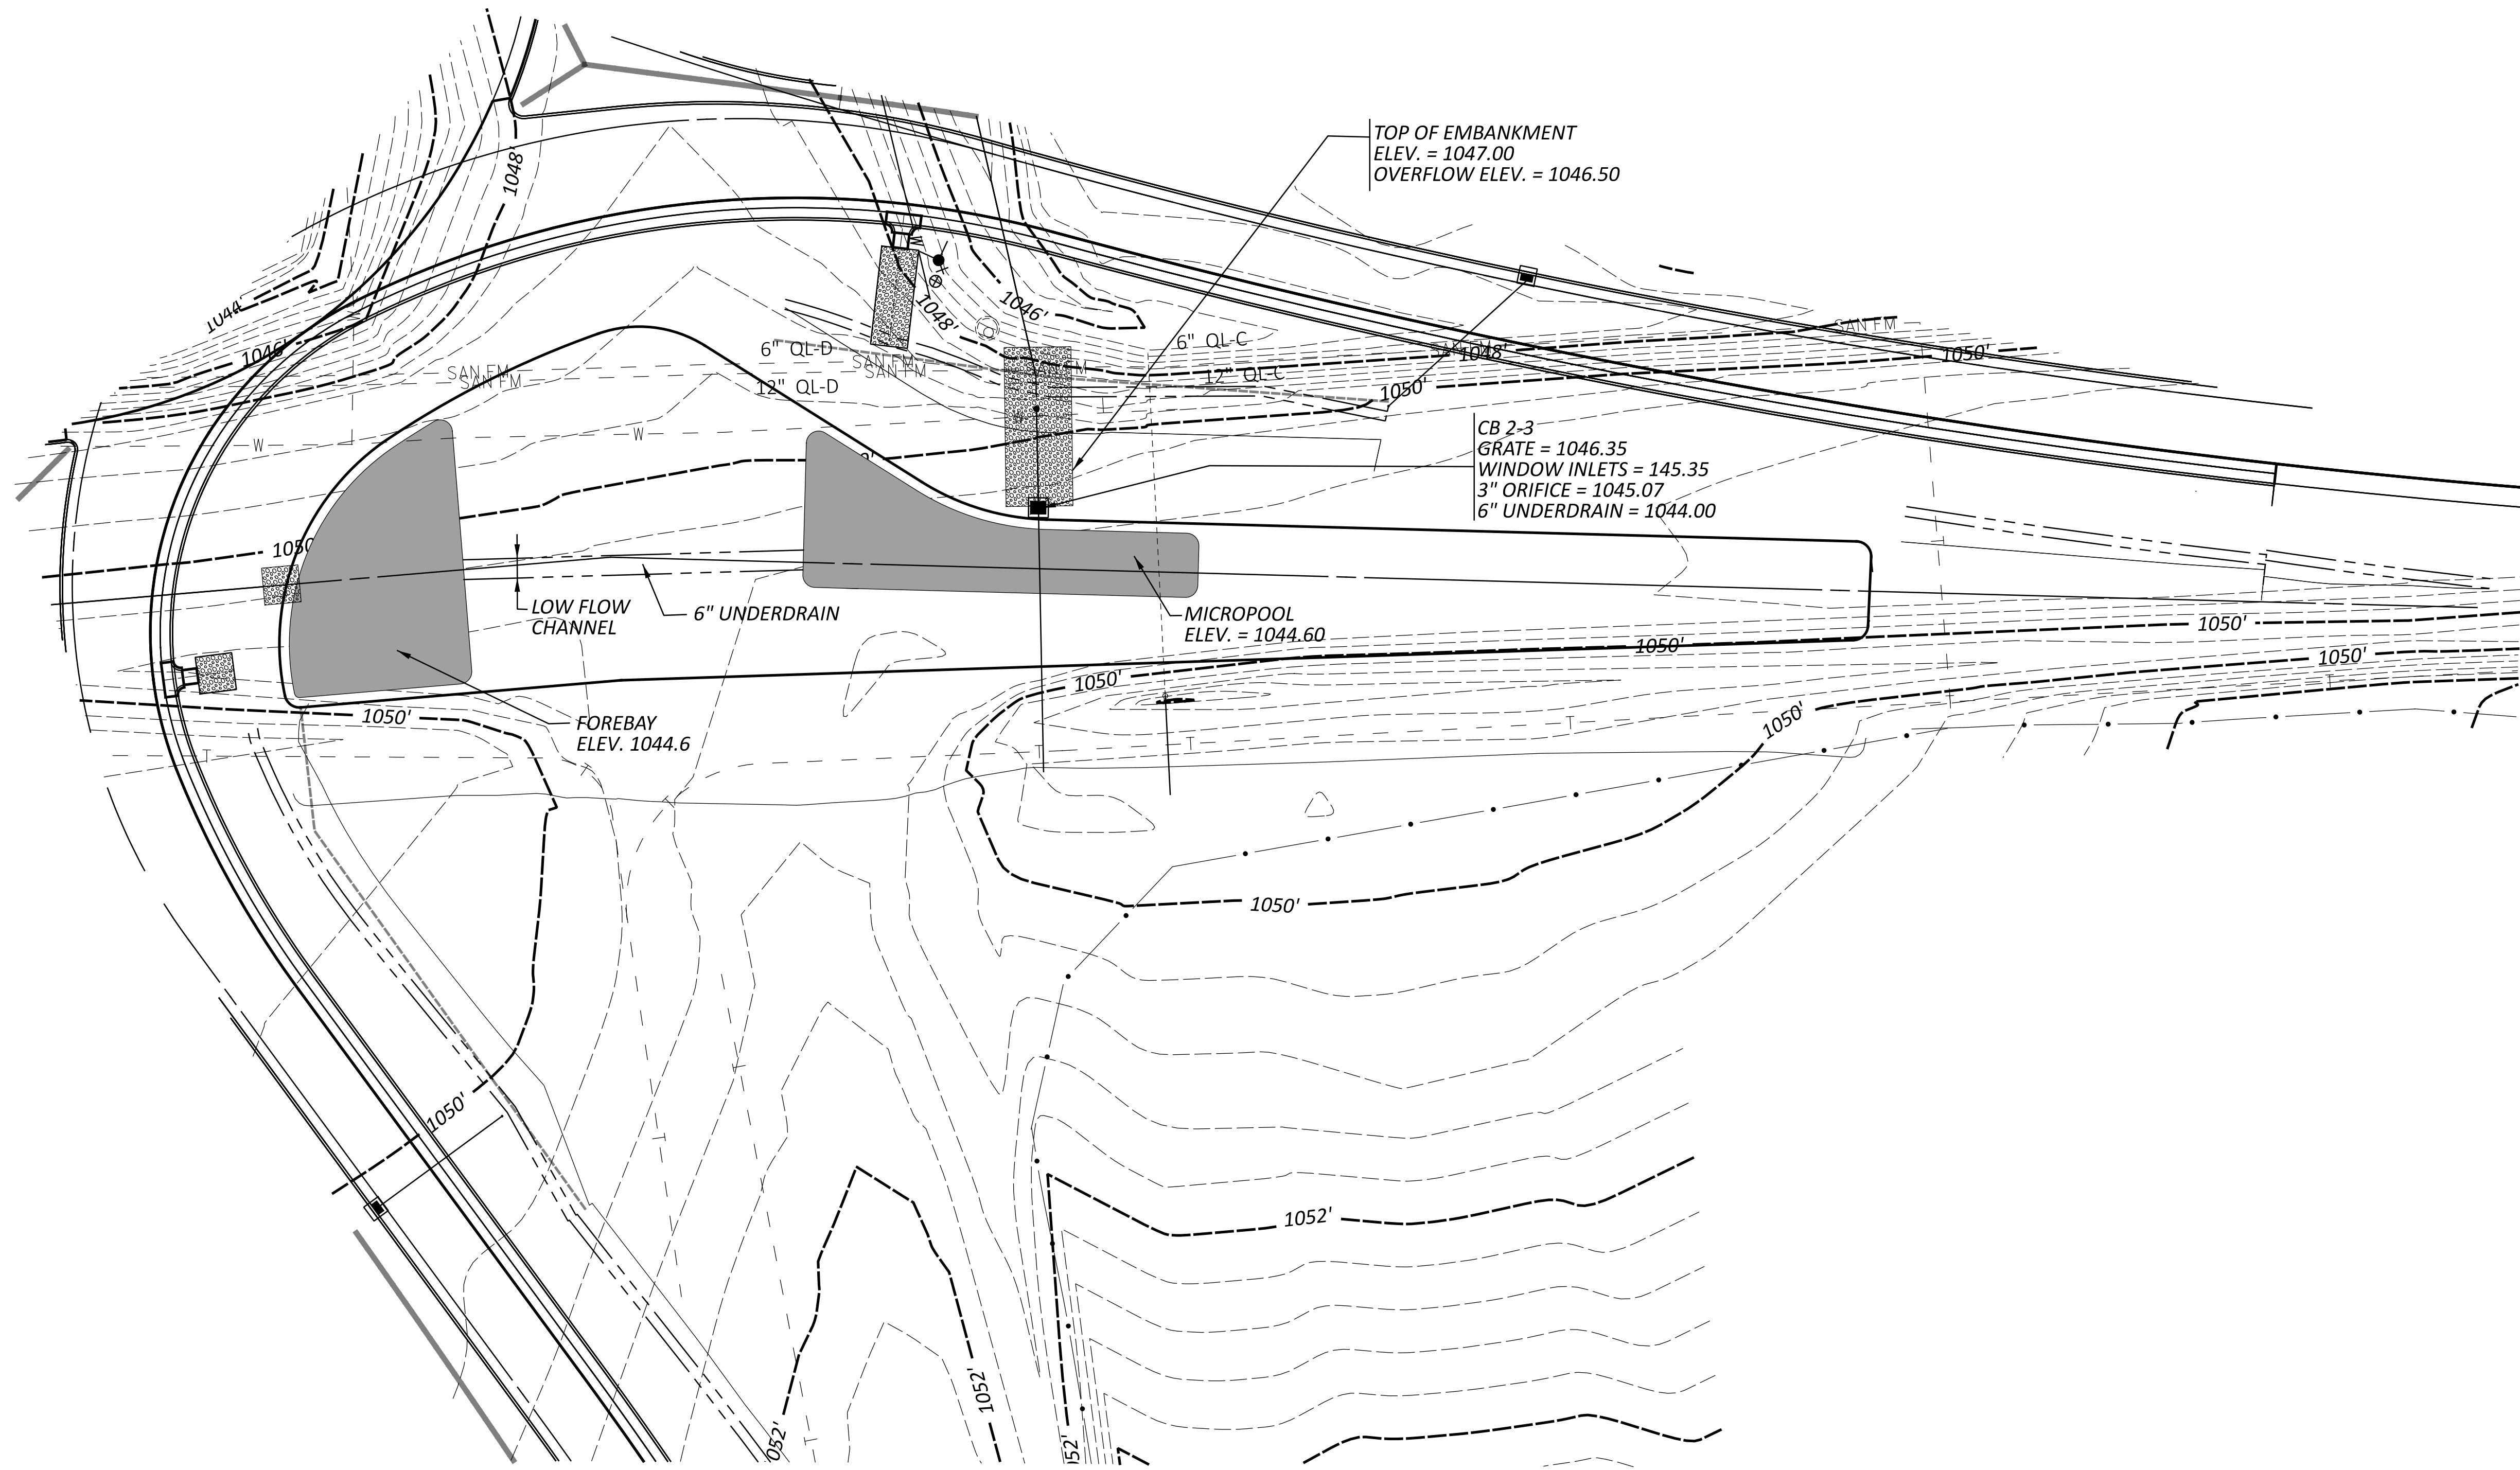 TOP OF EMBANKMENT
ELEV. = 1047.00
OVERFLOW ELEV. = 1046.50
1048'
1044'
1046'
W
1048'
1046'
6" QL-C
SAN FM
1048'
1050'
6" QL-D
SAN FM
SAN FM
SAN FM
SAN FM
12" QL-D
12" QL-C
1050'
W
W
CB 2-3
GRATE = 1046.35
WINDOW INLETS = 145.35
3" ORIFICE = 1045.07
6" UNDERDRAIN = 1044.00
1050'
LOW FLOW
CHANNEL
6" UNDERDRAIN
MICROPOOL
ELEV. = 1044.60
1050'
1050'
1050'
1050'
1050'
1050'
FOREBAY
ELEV. 1044.6
T
T
T
T
1050'
1050'
1052'
1052'
052'
052'